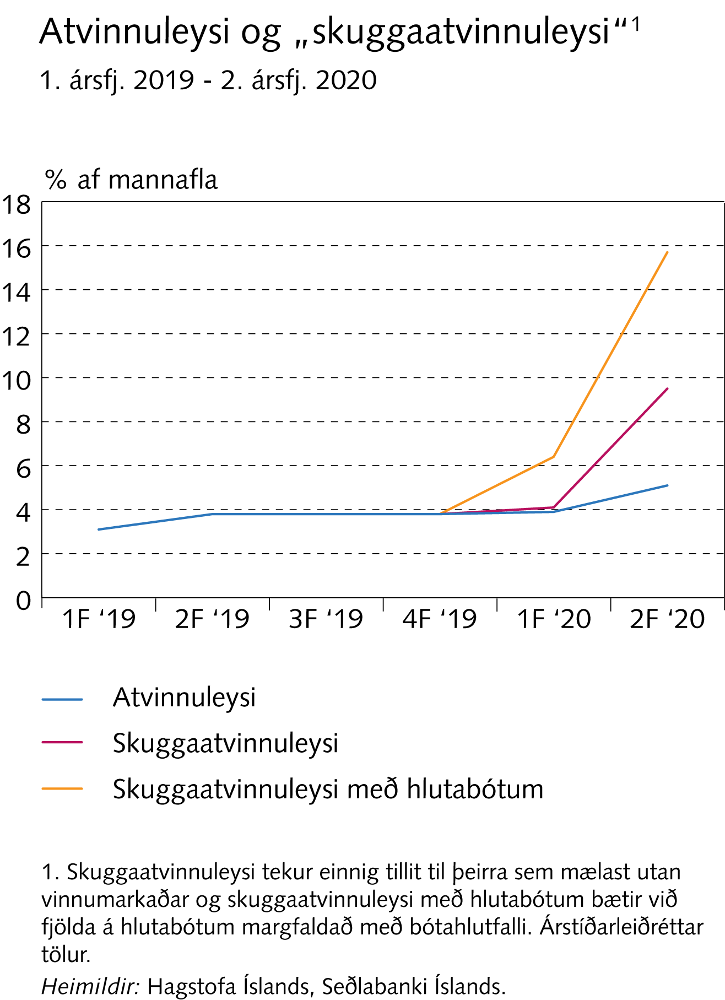 Atvinnuleysi og „skuggaatvinnuleysi“1
1. ársfj. 2019 - 2. ársfj. 2020
% af mannafla
18
16
14
12
10
8
6
4
2
0
1F ‘19 2F ‘19 3F ‘19 4F ‘19 1F ‘20 2F ‘20
Atvinnuleysi
Skuggaatvinnuleysi
Skuggaatvinnuleysi með hlutabótum
1. Skuggaatvinnuleysi tekur einnig tillit til þeirra sem mælast utan
vinnumarkaðar og skuggaatvinnuleysi með hlutabótum bætir við
fjölda á hlutabótum margfaldað með bótahlutfalli. Árstíðarleiðréttar
tölur.
Heimildir: Hagstofa Íslands, Seðlabanki Íslands.